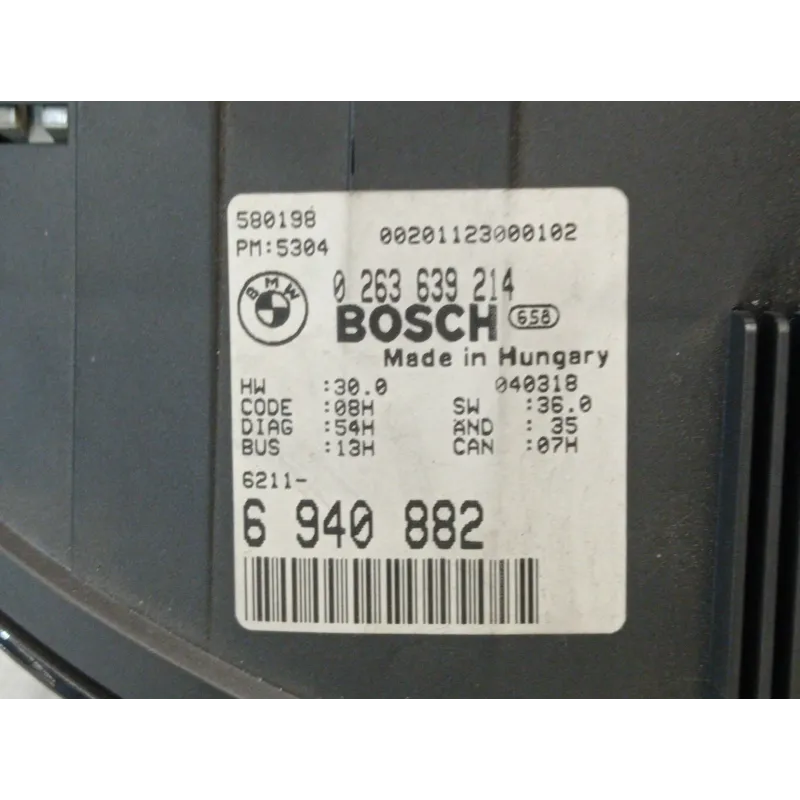 580198
PM:5304 00201123000102
BMW 0 263 639 214
BOSCH 658
Made in Hungary
HW :30.0 040318
CODE :08H SW :36.0
DIAG :54H AND : 35
BUS :13H CAN :07H
6211-
6 940 882